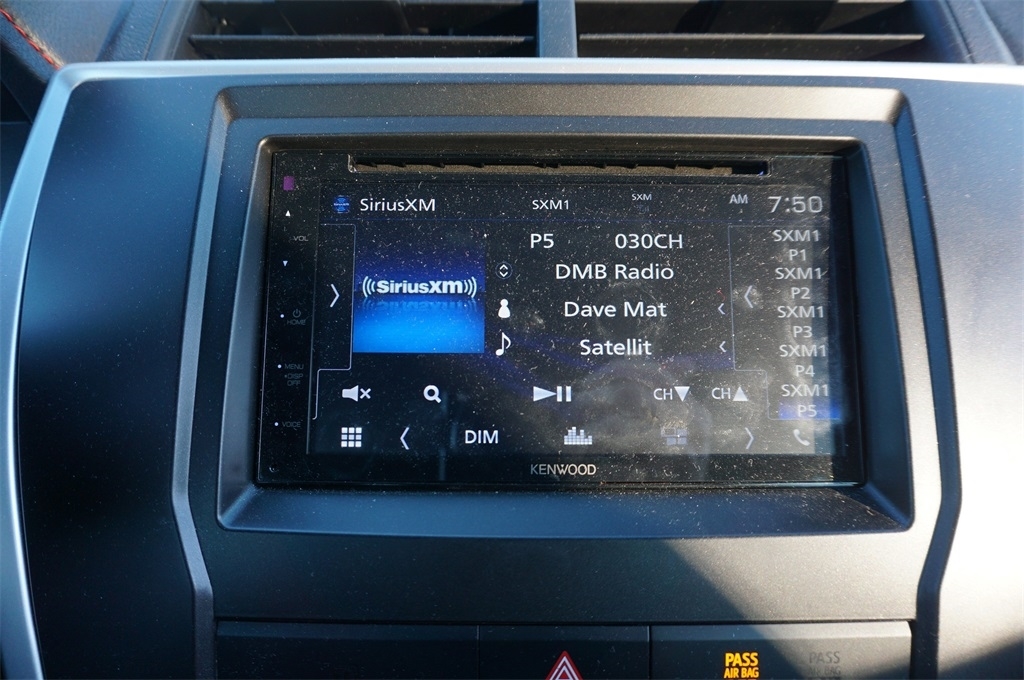 SiriusXM SXM1 SXM AM 7:50
VOL
P5 030CH
DMB Radio
((SiriusXM))
Dave Mat
Satellit
SXM1
P1
SXM1
P2
SXM1
P3
SXM1
P4
SXM1
P5
HOME
MENU
•DISP
OFF
VOICE
CH▼ CH▲
DIM
KENWOOD
PASS
AIR BAG
PASS
AIR BAG